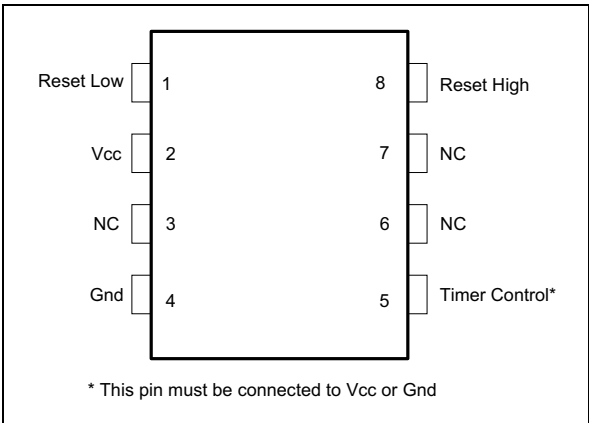 Reset Low 1 8 Reset High
Vcc 2 7 NC
NC 3 6 NC
Gnd 4 5 Timer Control*
* This pin must be connected to Vcc or Gnd